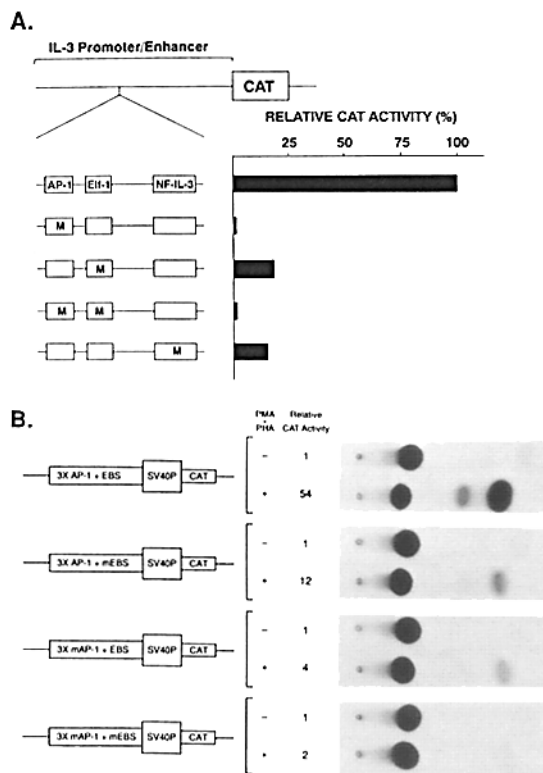 A.
IL-3 Promoter/Enhancer
CAT
RELATIVE CAT ACTIVITY (%)
25 50 75 100
AP-1 Elf-1 NF-IL-3
M
M
M M
M
B.
PMA + PHA
Relative CAT Activity
3X AP-1 + EBS SV40P CAT
− 1
+ 54
3X AP-1 + mEBS SV40P CAT
− 1
+ 12
3X mAP-1 + EBS SV40P CAT
− 1
+ 4
3X mAP-1 + mEBS SV40P CAT
− 1
+ 2